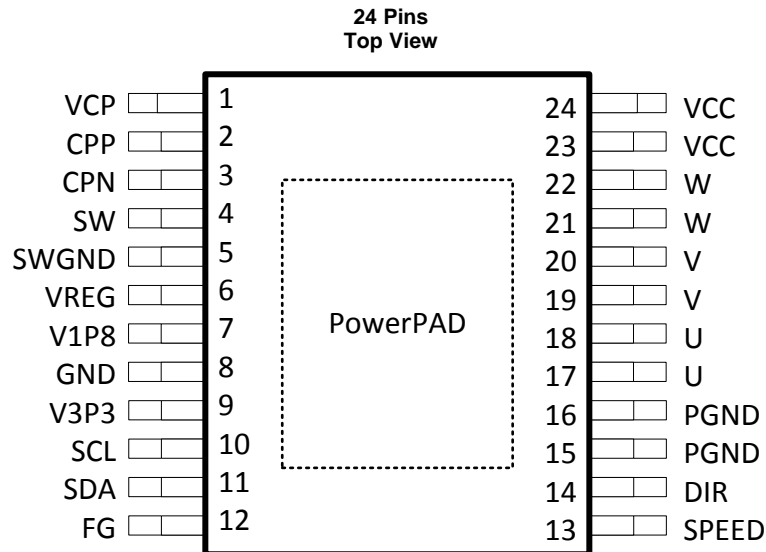 24 Pins
Top View
VCP 1 24 VCC
CPP 2 23 VCC
CPN 3 22 W
SW 4 21 W
SWGND 5 20 V
VREG 6 19 V
PowerPAD
V1P8 7 18 U
GND 8 17 U
V3P3 9 16 PGND
SCL 10 15 PGND
SDA 11 14 DIR
FG 12 13 SPEED